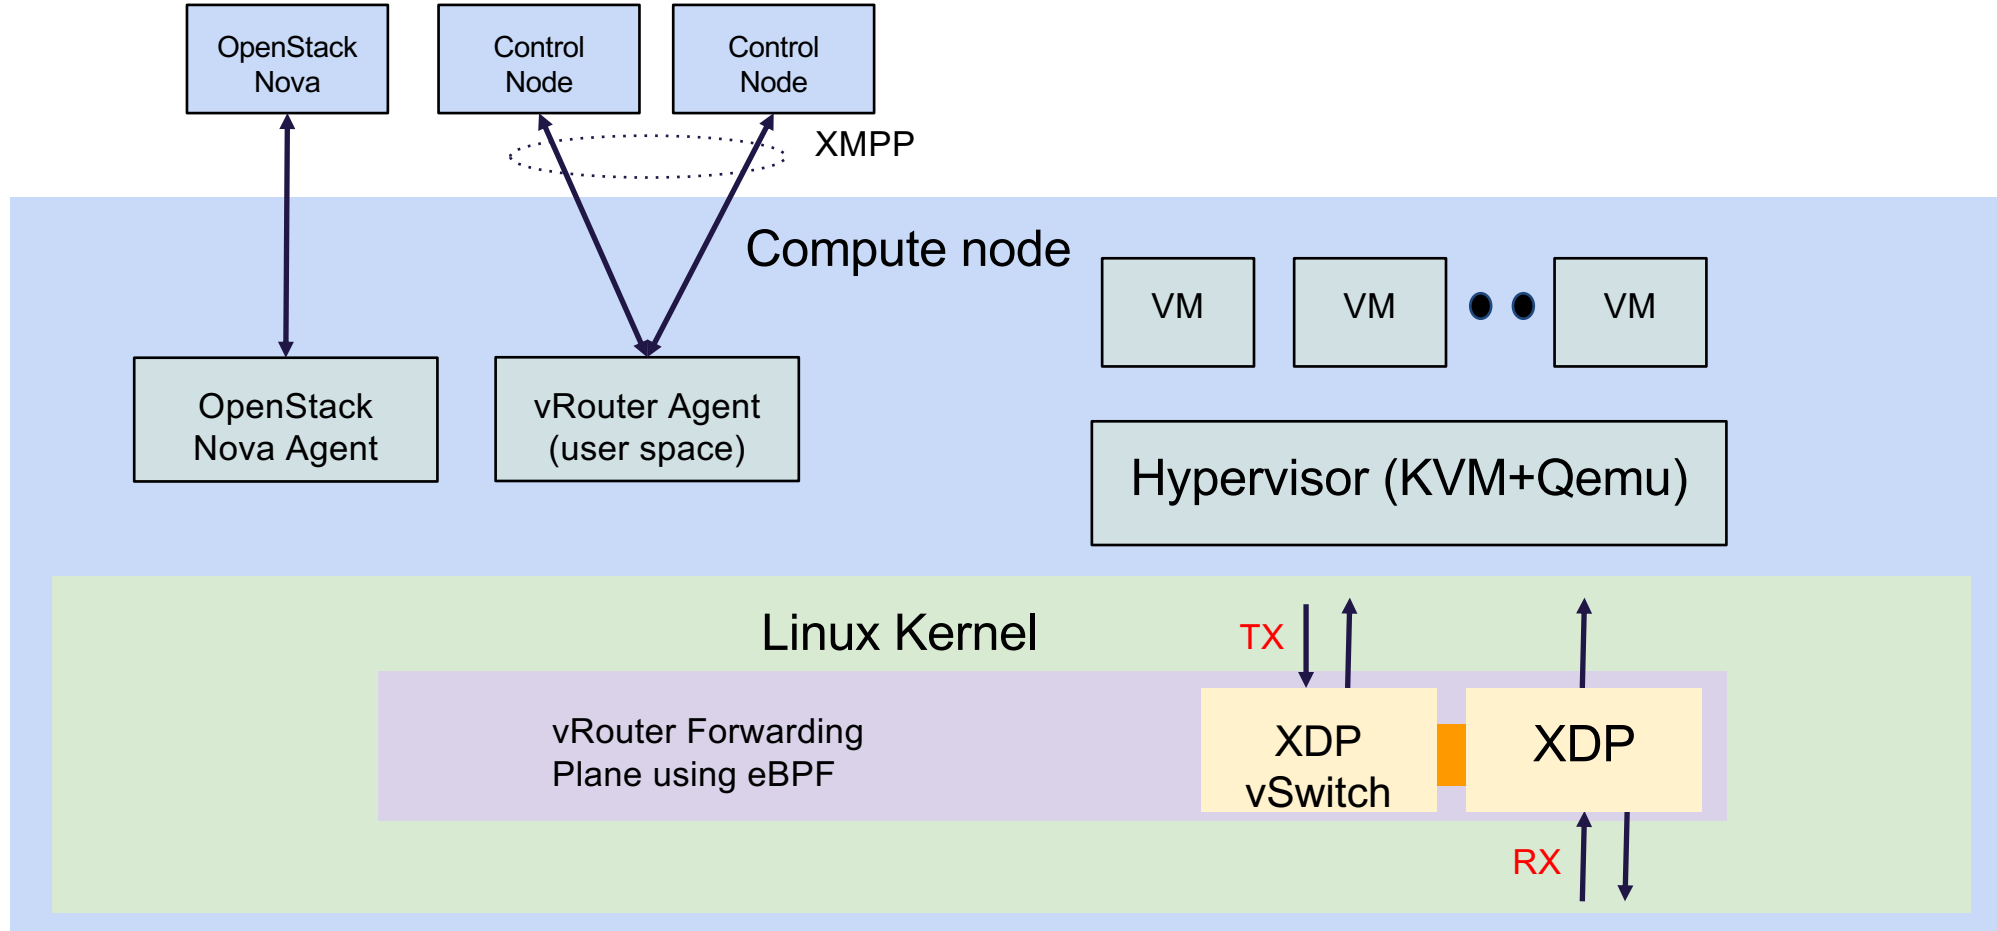 OpenStack
Nova
Control
Node
Control
Node
XMPP
Compute node
VM
VM
VM
OpenStack
Nova Agent
vRouter Agent
(user space)
Hypervisor (KVM+Qemu)
Linux Kernel
TX
vRouter Forwarding
Plane using eBPF
XDP
vSwitch
XDP
RX